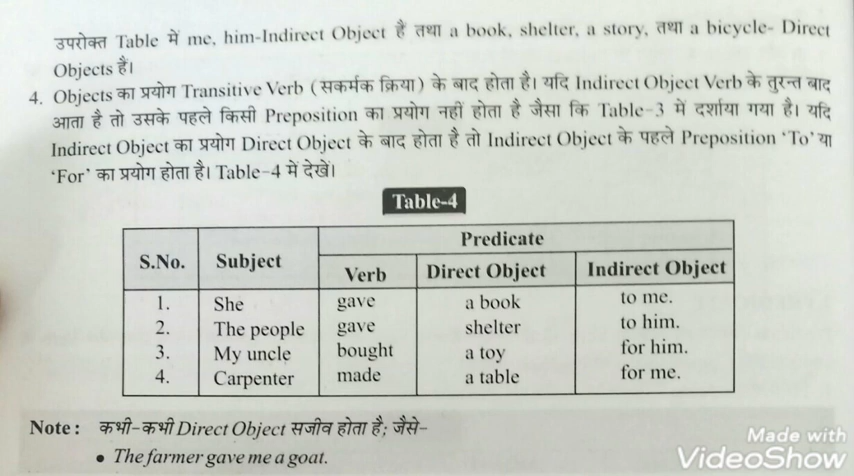 उपरोक्त Table में me, him-Indirect Object हैं तथा a book, shelter, a story, तथा a bicycle- Direct
Objects हैं।
4. Objects का प्रयोग Transitive Verb (सकर्मक क्रिया) के बाद होता है। यदि Indirect Object Verb के तुरन्त बाद
आता है तो उसके पहले किसी Preposition का प्रयोग नहीं होता है जैसा कि Table-3 में दर्शाया गया है। यदि
Indirect Object का प्रयोग Direct Object के बाद होता है तो Indirect Object के पहले Preposition 'To' या
'For' का प्रयोग होता है। Table-4 में देखें।
Table-4
S.No. Subject Predicate
Verb Direct Object Indirect Object
1. She gave a book to me.
2. The people gave shelter to him.
3. My uncle bought a toy for him.
4. Carpenter made a table for me.
Note : कभी-कभी Direct Object सजीव होता है; जैसे-
• The farmer gave me a goat.
Made with
VideoShow